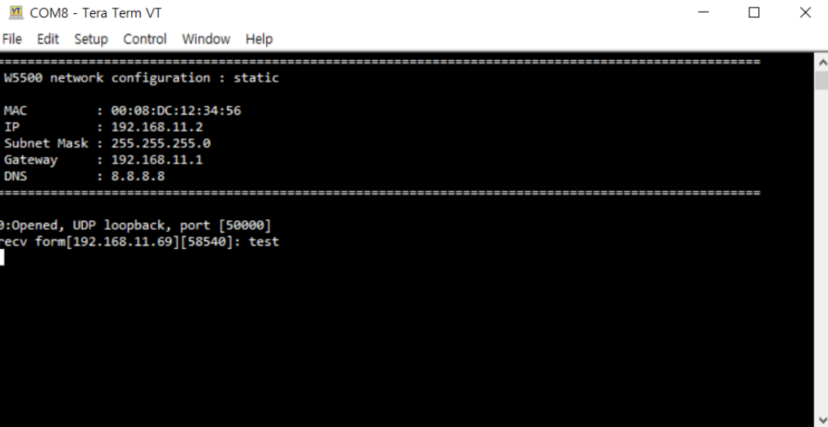 COM8 - Tera Term VT
File Edit Setup Control Window Help
====================================================================================================
W5500 network configuration : static
MAC : 00:08:DC:12:34:56
IP : 192.168.11.2
Subnet Mask : 255.255.255.0
Gateway : 192.168.11.1
DNS : 8.8.8.8
====================================================================================================
0:Opened, UDP loopback, port [50000]
recv form[192.168.11.69][58540]: test